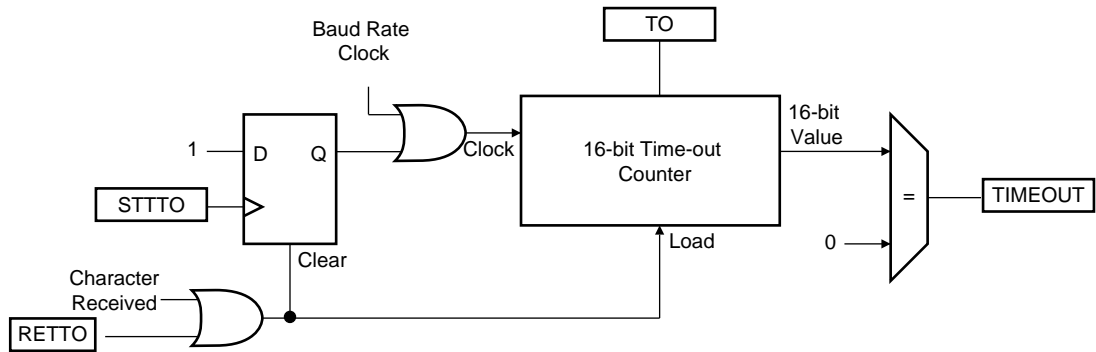 TO
Baud Rate
Clock
16-bit
Value
1
D
Q
Clock
16-bit Time-out
Counter
=
TIMEOUT
STTTO
0
Load
Clear
Character
Received
RETTO